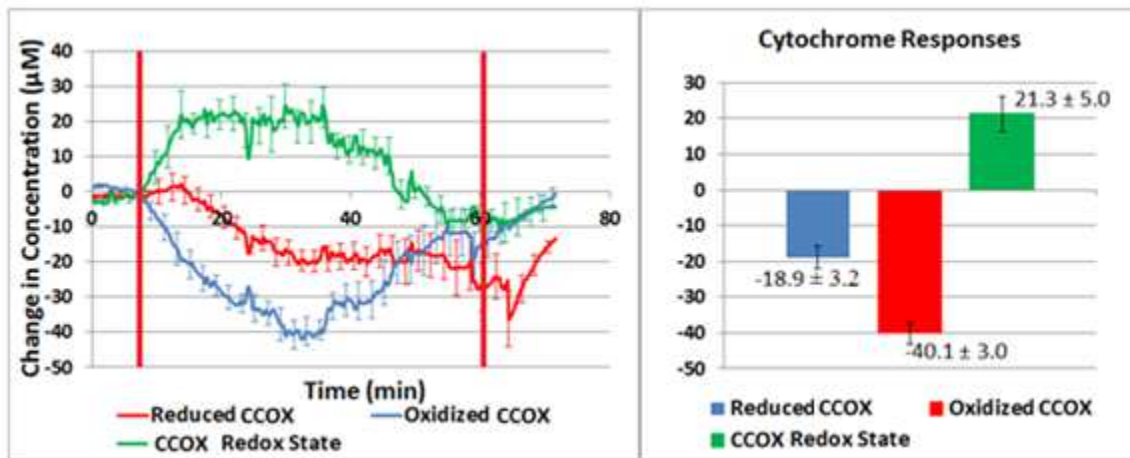 Change in Concentration (µM)
40
30
20
10
0
-10
-20
-30
-40
-50
0
20
40
60
80
Time (min)
Reduced CCOX
Oxidized CCOX
CCOX Redox State
Cytochrome Responses
30
20
10
0
-10
-20
-30
-40
-50
21.3 ± 5.0
-18.9 ± 3.2
-40.1 ± 3.0
Reduced CCOX
Oxidized CCOX
CCOX Redox State